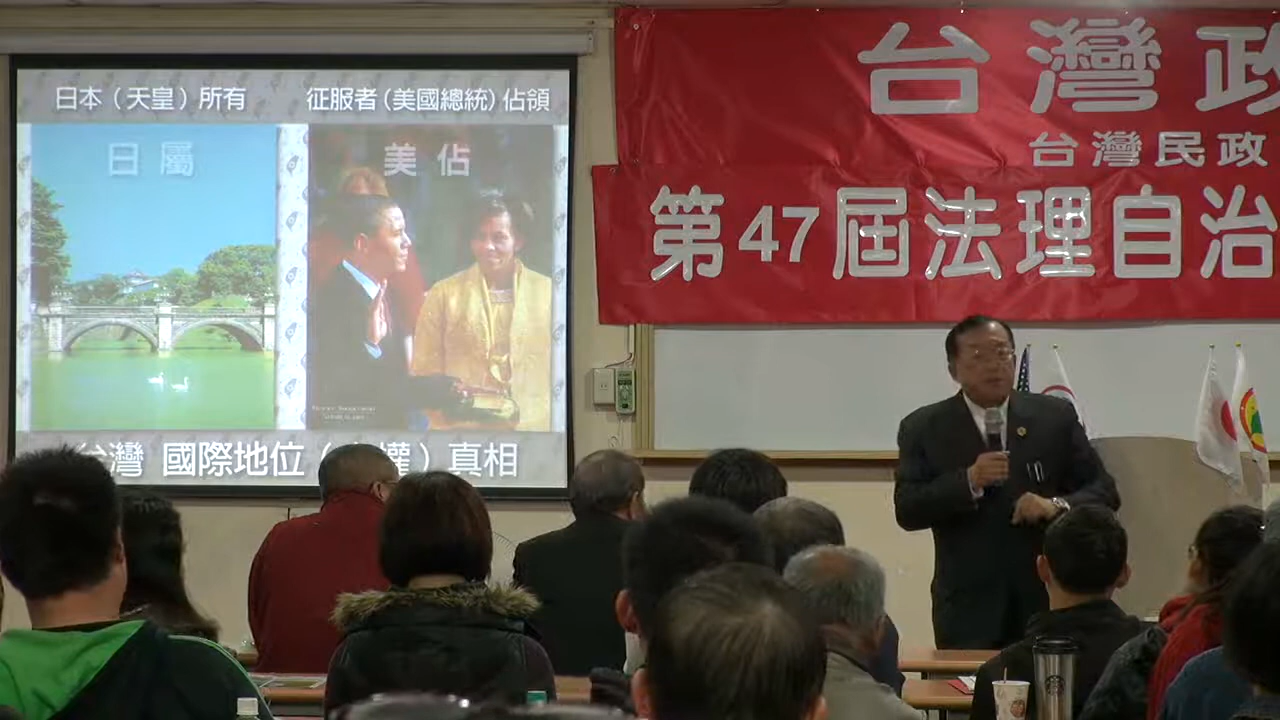 日本（天皇）所有
征服者（美國總統）佔領
日屬
美佔
台灣 國際地位（ 權）真相
台灣政
台灣民政
第47屆法理自治